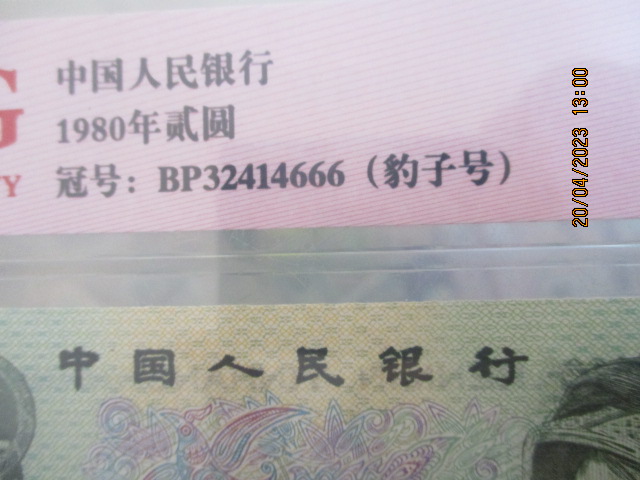 中国人民银行
1980年贰圆
冠号：BP32414666（豹子号）
G
Y
20/04/2023 13:00
中国人民银行